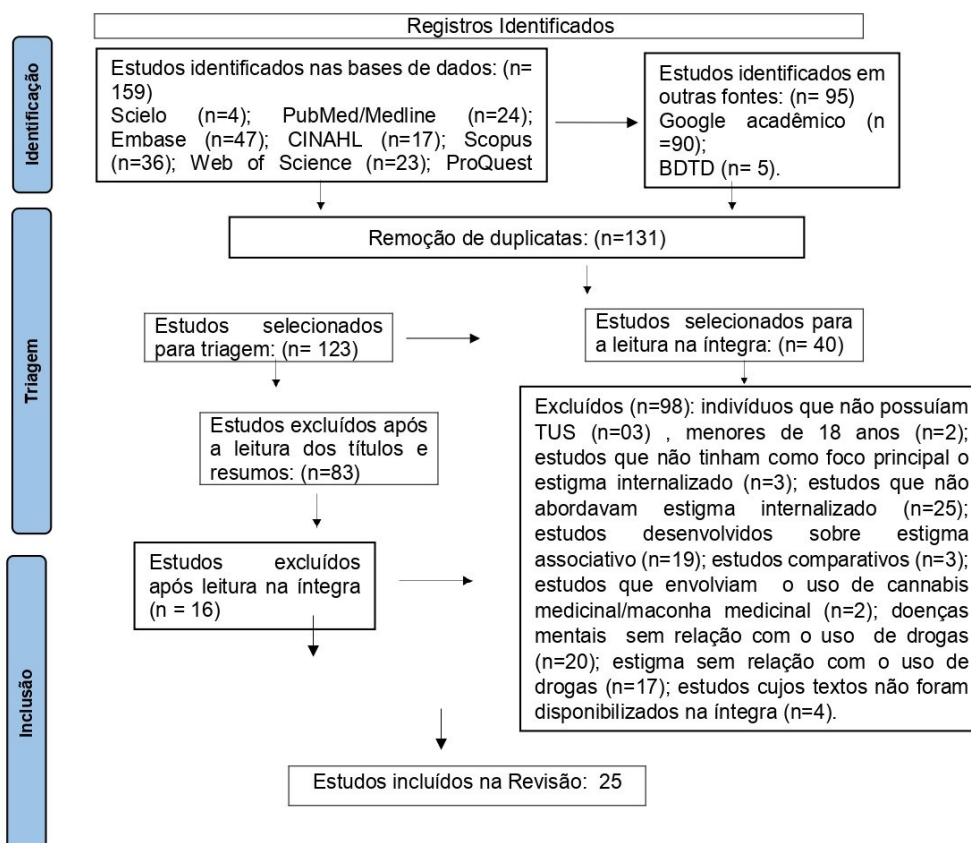 Registros Identificados
Identificação
Estudos identificados nas bases de dados: (n=
159)
Scielo (n=4); PubMed/Medline (n=24);
Embase (n=47); CINAHL (n=17); Scopus
(n=36); Web of Science (n=23); ProQuest
Estudos identificados em
outras fontes: (n= 95)
Google acadêmico (n
=90);
BDTD (n= 5).
Triagem
Remoção de duplicatas: (n=131)
Estudos selecionados
para triagem: (n= 123)
Estudos selecionados para
a leitura na íntegra: (n= 40)
Estudos excluídos após
a leitura dos títulos e
resumos: (n=83)
Excluídos (n=98): indivíduos que não possuíam
TUS (n=03) , menores de 18 anos (n=2);
estudos que não tinham como foco principal o
estigma internalizado (n=3); estudos que não
abordavam estigma internalizado (n=25);
estudos desenvolvidos sobre estigma
associativo (n=19); estudos comparativos (n=3);
estudos que envolviam o uso de cannabis
medicinal/maconha medicinal (n=2); doenças
mentais sem relação com o uso de drogas
(n=20); estigma sem relação com o uso de
drogas (n=17); estudos cujos textos não foram
disponibilizados na íntegra (n=4).
Inclusão
Estudos excluídos
após leitura na íntegra
(n = 16)
Estudos incluídos na Revisão: 25